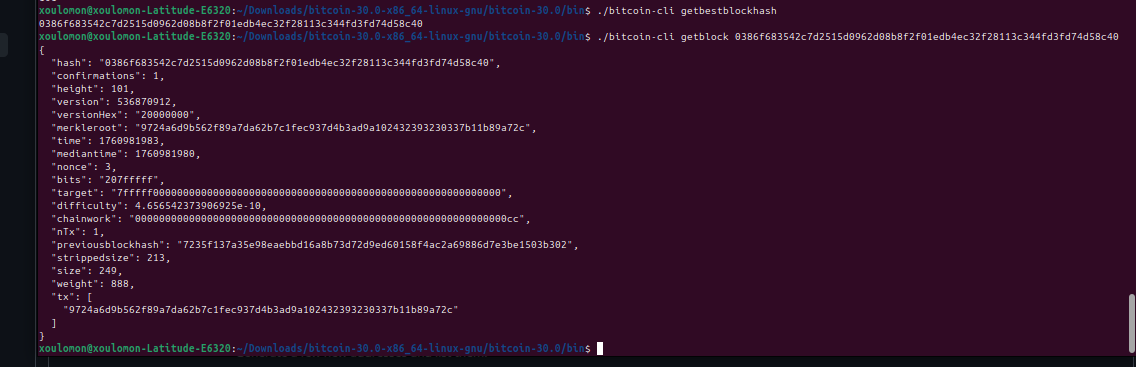 xoulomon@xoulomon-Latitude-E6320:~/Downloads/bitcoin-30.0-x86_64-linux-gnu/bitcoin-30.0/bin$ ./bitcoin-cli getbestblockhash
0386f683542c7d2515d0962d08b8f2f01edb4ec32f28113c344fd3fd74d58c40
xoulomon@xoulomon-Latitude-E6320:~/Downloads/bitcoin-30.0-x86_64-linux-gnu/bitcoin-30.0/bin$ ./bitcoin-cli getblock 0386f683542c7d2515d0962d08b8f2f01edb4ec32f28113c344fd3fd74d58c40
{
  "hash": "0386f683542c7d2515d0962d08b8f2f01edb4ec32f28113c344fd3fd74d58c40",
  "confirmations": 1,
  "height": 101,
  "version": 536870912,
  "versionHex": "20000000",
  "merkleroot": "9724a6d9b562f89a7da62b7c1fec937d4b3ad9a102432393230337b11b89a72c",
  "time": 1760981983,
  "mediantime": 1760981980,
  "nonce": 3,
  "bits": "207fffff",
  "target": "7fffff0000000000000000000000000000000000000000000000000000000000",
  "difficulty": 4.656542373906925e-10,
  "chainwork": "00000000000000000000000000000000000000000000000000000000000000cc",
  "nTx": 1,
  "previousblockhash": "7235f137a35e98eaebbd16a8b73d72d9ed60158f4ac2a69886d7e3be1503b302",
  "strippedsize": 213,
  "size": 249,
  "weight": 888,
  "tx": [
    "9724a6d9b562f89a7da62b7c1fec937d4b3ad9a102432393230337b11b89a72c"
  ]
}
xoulomon@xoulomon-Latitude-E6320:~/Downloads/bitcoin-30.0-x86_64-linux-gnu/bitcoin-30.0/bin$